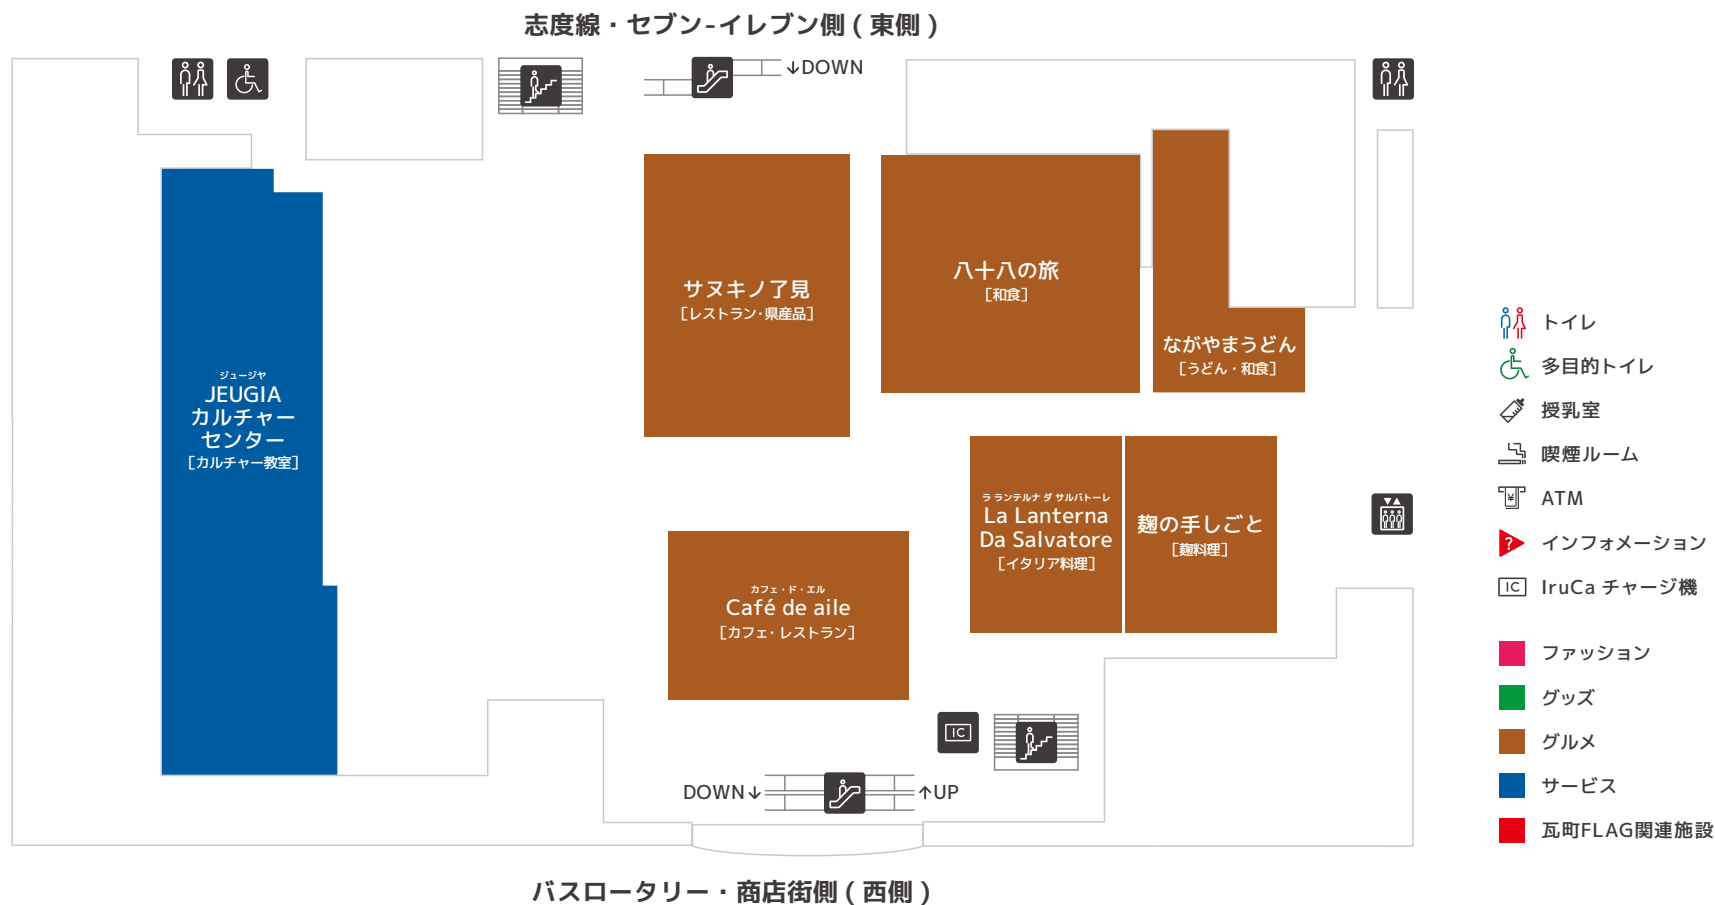 志度線・セブン-イレブン側 ( 東側 )
↓DOWN
サヌキノ了見
［レストラン・県産品］
八十八の旅
［和食］
ながやまうどん
［うどん・和食］
ジュージヤ
JEUGIA
カルチャー
センター
［カルチャー教室］
ラ ランテルナ ダ サルバトーレ
La Lanterna
Da Salvatore
［イタリア料理］
麹の手しごと
［麹料理］
カフェ・ド・エル
Café de aile
［カフェ・レストラン］
IC
DOWN↓
↑UP
バスロータリー・商店街側 ( 西側 )
トイレ
多目的トイレ
授乳室
喫煙ルーム
¥
ATM
?
インフォメーション
IC
IruCa チャージ機
ファッション
グッズ
グルメ
サービス
瓦町FLAG関連施設